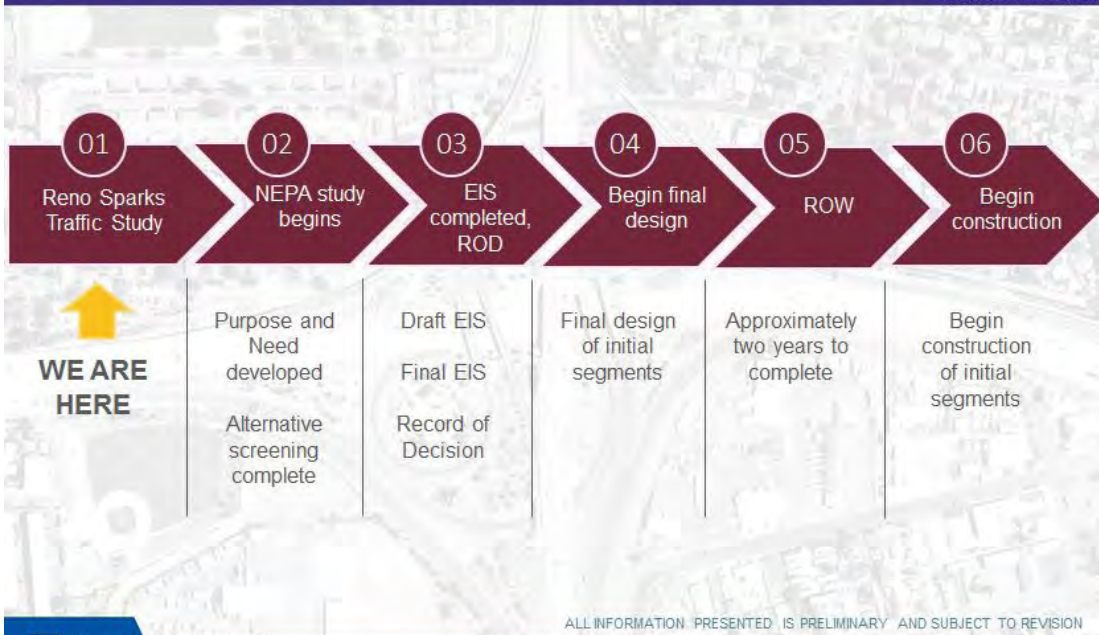 01
Reno Sparks
Traffic Study
02
NEPA study
begins
03
EIS
completed,
ROD
04
Begin final
design
05
ROW
06
Begin
construction
WE ARE
HERE
Purpose and
Need
developed
Alternative
screening
complete
Draft EIS
Final EIS
Record of
Decision
Final design
of initial
segments
Approximately
two years to
complete
Begin
construction
of initial
segments
ALL INFORMATION PRESENTED IS PRELIMINARY AND SUBJECT TO REVISION